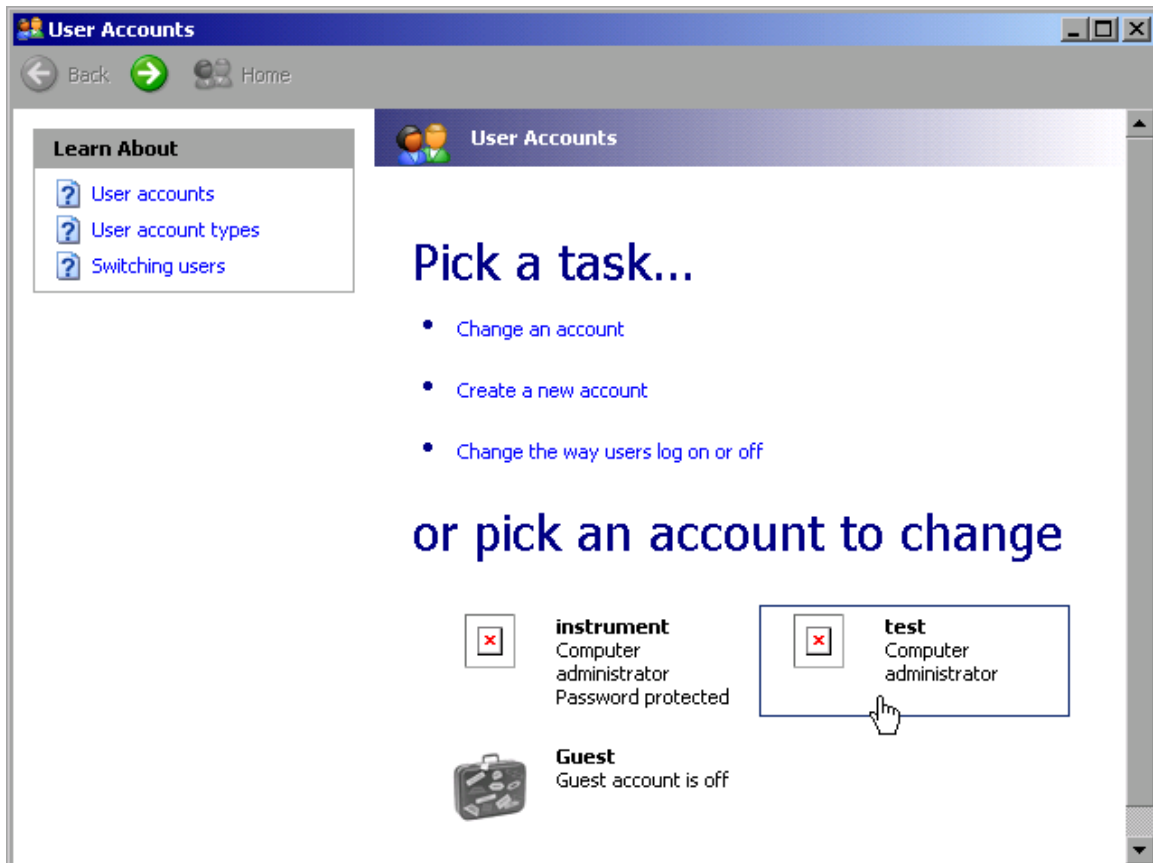 User Accounts
Back Home
Learn About
User accounts
User account types
Switching users
User Accounts
Pick a task...
Change an account
Create a new account
Change the way users log on or off
or pick an account to change
instrument
Computer
administrator
Password protected
test
Computer
administrator
Guest
Guest account is off